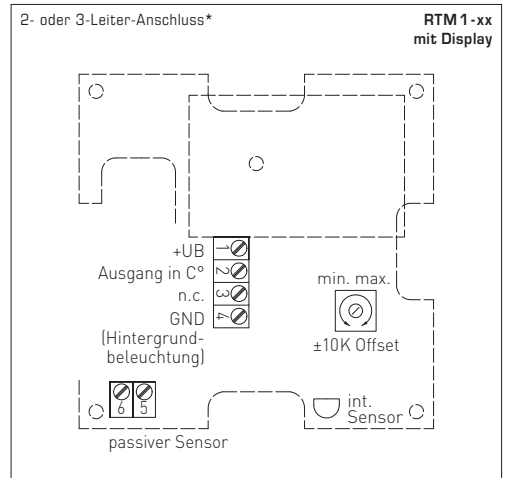 2- oder 3-Leiter-Anschluss*
RTM 1 - xx
mit Display
+UB 1
Ausgang in C° 2
n.c. 3
GND 4
(Hintergrund-
beleuchtung)
min. max.
±10K Offset
6 5
passiver Sensor
int.
Sensor